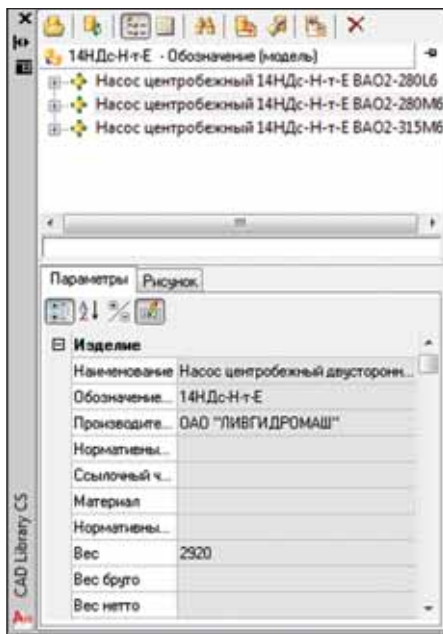 14НДс-Н-т-Е - Обозначение (модель)
Насос центробежный 14НДс-Н-т-Е ВАО2-280L6
Насос центробежный 14НДс-Н-т-Е ВАО2-280М6
Насос центробежный 14НДс-Н-т-Е ВАО2-315М6
Параметры Рисунок
Изделие
Наименование Насос центробежный двусторонн...
Обозначение... 14НДс-Н-т-Е
Производите... ОАО "ЛИВГИДРОМАШ"
Нормативны...
Ссылочный ч...
Материал
Нормативны...
Вес 2920
Вес бруто
Вес нетто
CAD Library CS